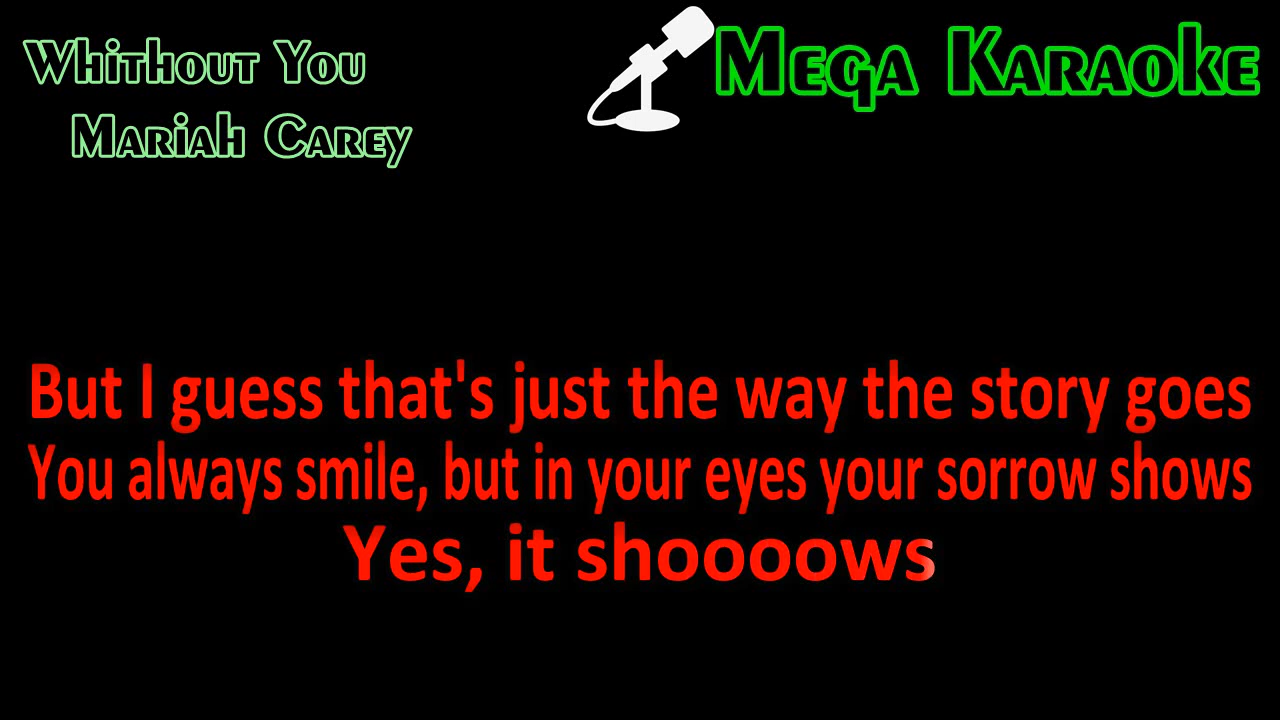 Whithout You
Mariah Carey
Mega Karaoke
But I guess that's just the way the story goes
You always smile, but in your eyes your sorrow shows
Yes, it shoooows